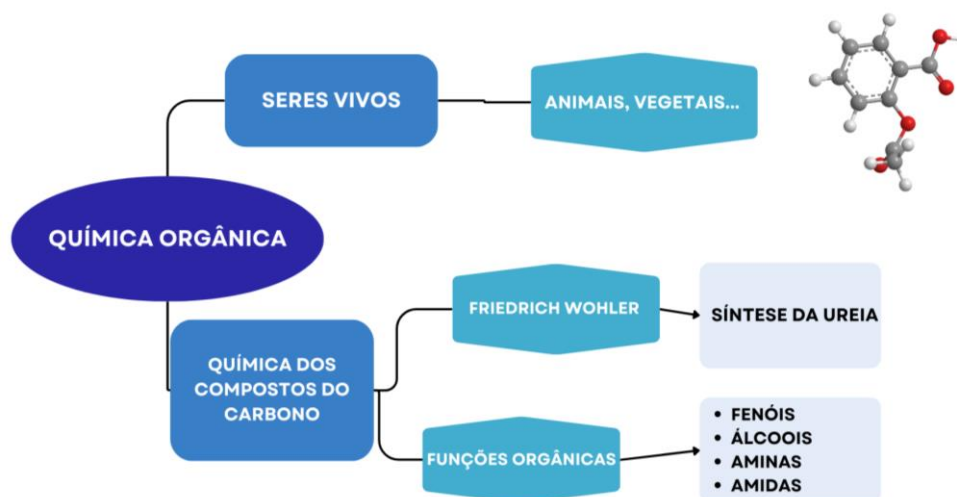 SERES VIVOS
ANIMAIS, VEGETAIS...
QUÍMICA ORGÂNICA
FRIEDRICH WOHLER
SÍNTESE DA UREIA
QUÍMICA DOS
COMPOSTOS DO
CARBONO
FUNÇÕES ORGÂNICAS
• FENÓIS
• ÁLCOOIS
• AMINAS
• AMIDAS